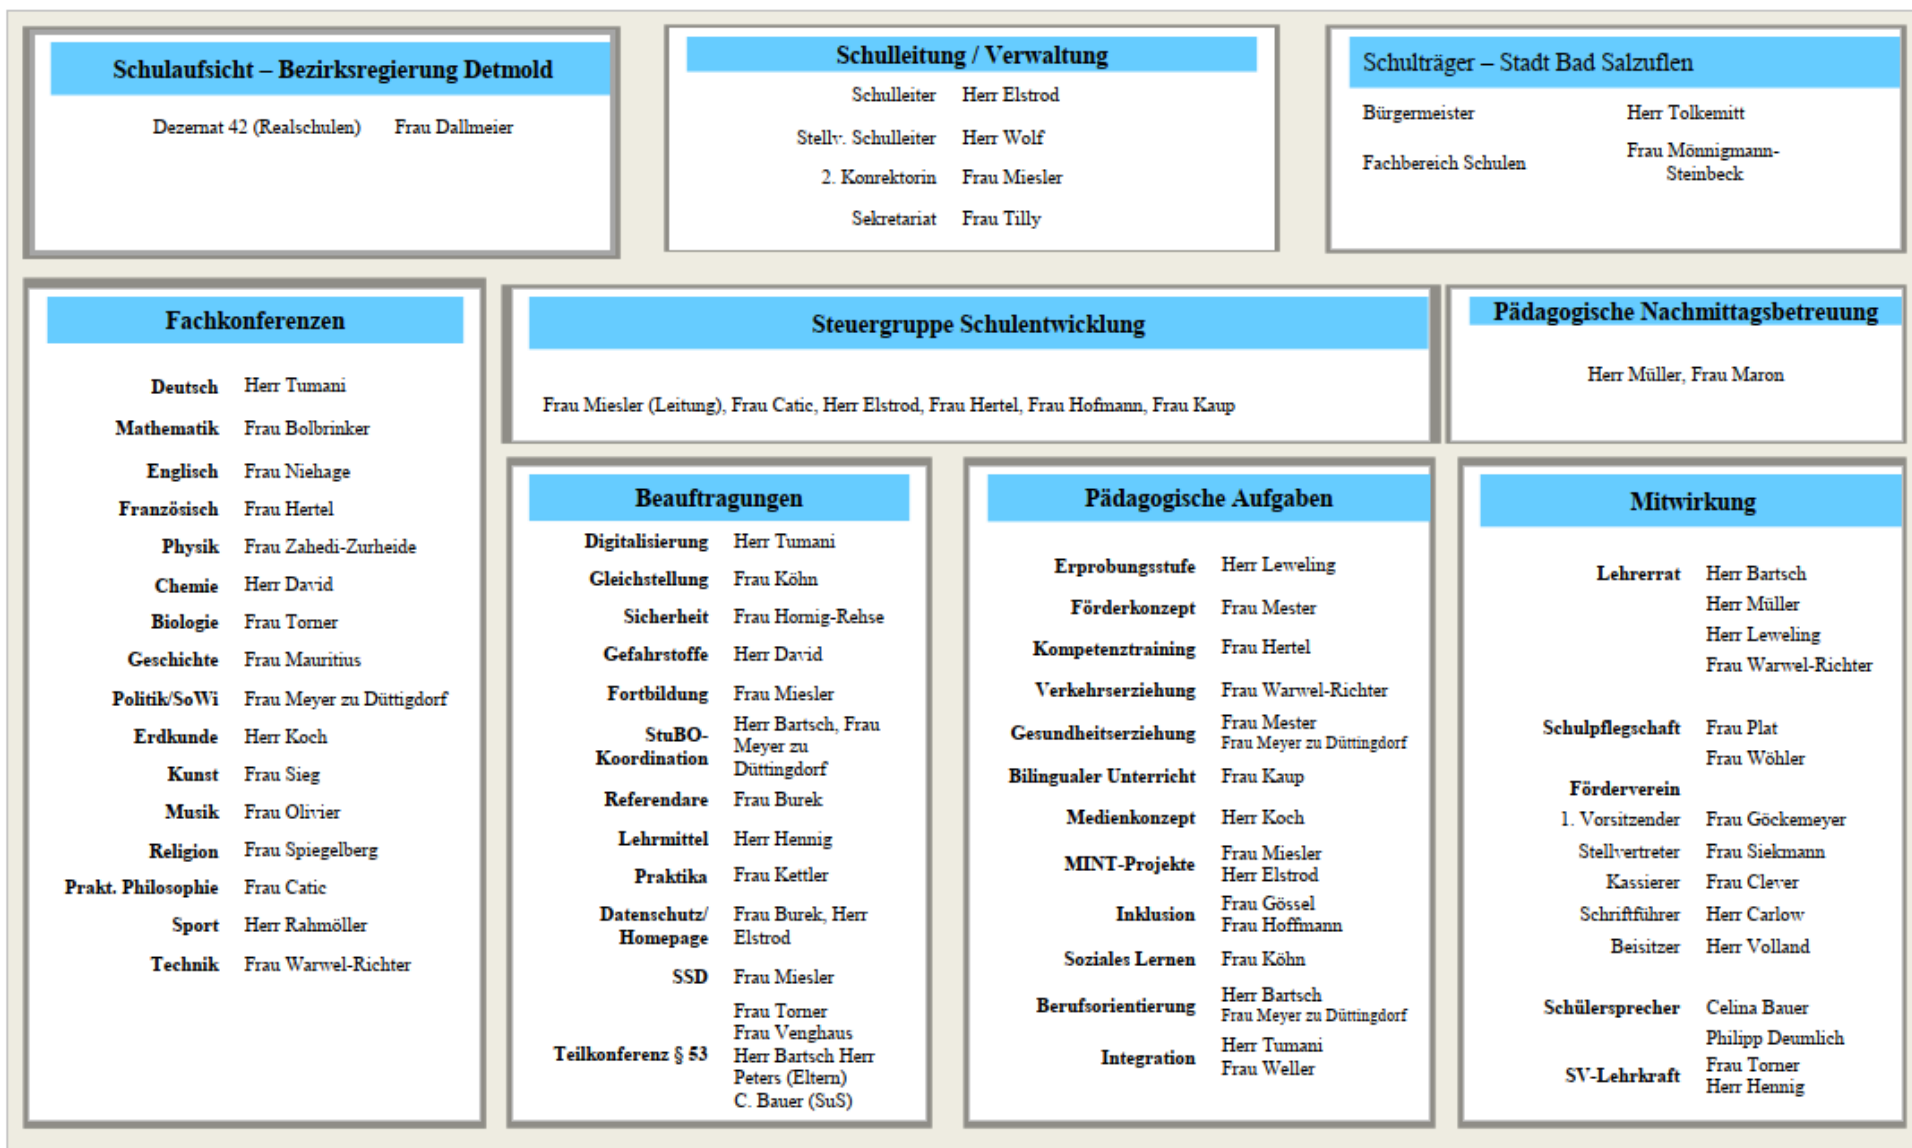 Schulaufsicht – Bezirksregierung Detmold
Dezernat 42 (Realschulen) Frau Dallmeier
Schulleitung / Verwaltung
Schulleiter Herr Elstrod
Stellv. Schulleiter Herr Wolf
2. Konrektorin Frau Miesler
Sekretariat Frau Tilly
Schulträger – Stadt Bad Salzuflen
Bürgermeister Herr Tolkemitt
Fachbereich Schulen Frau Mönnigmann-
Steinbeck
Fachkonferenzen
Deutsch Herr Tumani
Mathematik Frau Bolbrinker
Englisch Frau Niehage
Französisch Frau Hertel
Physik Frau Zahedi-Zurheide
Chemie Herr David
Biologie Frau Torner
Geschichte Frau Mauritius
Politik/SoWi Frau Meyer zu Düttigdorf
Erdkunde Herr Koch
Kunst Frau Sieg
Musik Frau Olivier
Religion Frau Spiegelberg
Prakt. Philosophie Frau Catic
Sport Herr Rahmöller
Technik Frau Warwel-Richter
Steuergruppe Schulentwicklung
Frau Miesler (Leitung), Frau Catic, Herr Elstrod, Frau Hertel, Frau Hofmann, Frau Kaup
Pädagogische Nachmittagsbetreuung
Herr Müller, Frau Maron
Beauftragungen
Digitalisierung Herr Tumani
Gleichstellung Frau Köhn
Sicherheit Frau Hornig-Rehse
Gefahrstoffe Herr David
Fortbildung Frau Miesler
StuBO-
Koordination
Herr Bartsch, Frau
Meyer zu
Düttingdorf
Referendare Frau Burek
Lehrmittel Herr Hennig
Praktika Frau Kettler
Datenschutz/ Frau Burek, Herr
Homepage Elstrod
SSD Frau Miesler
Teilkonferenz § 53
Frau Torner
Frau Venghaus
Herr Bartsch Herr
Peters (Eltern)
C. Bauer (SuS)
Pädagogische Aufgaben
Erprobungsstufe Herr Leweling
Förderkonzept Frau Mester
Kompetenztraining Frau Hertel
Verkehrserziehung Frau Warwel-Richter
Gesundheitserziehung Frau Mester
Frau Meyer zu Düttingdorf
Bilingualer Unterricht Frau Kaup
Medienkonzept Herr Koch
MINT-Projekte Frau Miesler
Herr Elstrod
Inklusion Frau Gössel
Frau Hoffmann
Soziales Lernen Frau Köhn
Berufsorientierung Herr Bartsch
Frau Meyer zu Düttingdorf
Integration Herr Tumani
Frau Weller
Mitwirkung
Lehrerrat Herr Bartsch
Herr Müller
Herr Leweling
Frau Warwel-Richter
Schulpflegschaft Frau Plat
Frau Wöhler
Förderverein
1. Vorsitzender Frau Göckemeyer
Stellvertreter Frau Siekmann
Kassierer Frau Clever
Schriftführer Herr Carlow
Beisitzer Herr Volland
Schülersprecher Celina Bauer
Philipp Deumlich
SV-Lehrkraft Frau Torner
Herr Hennig